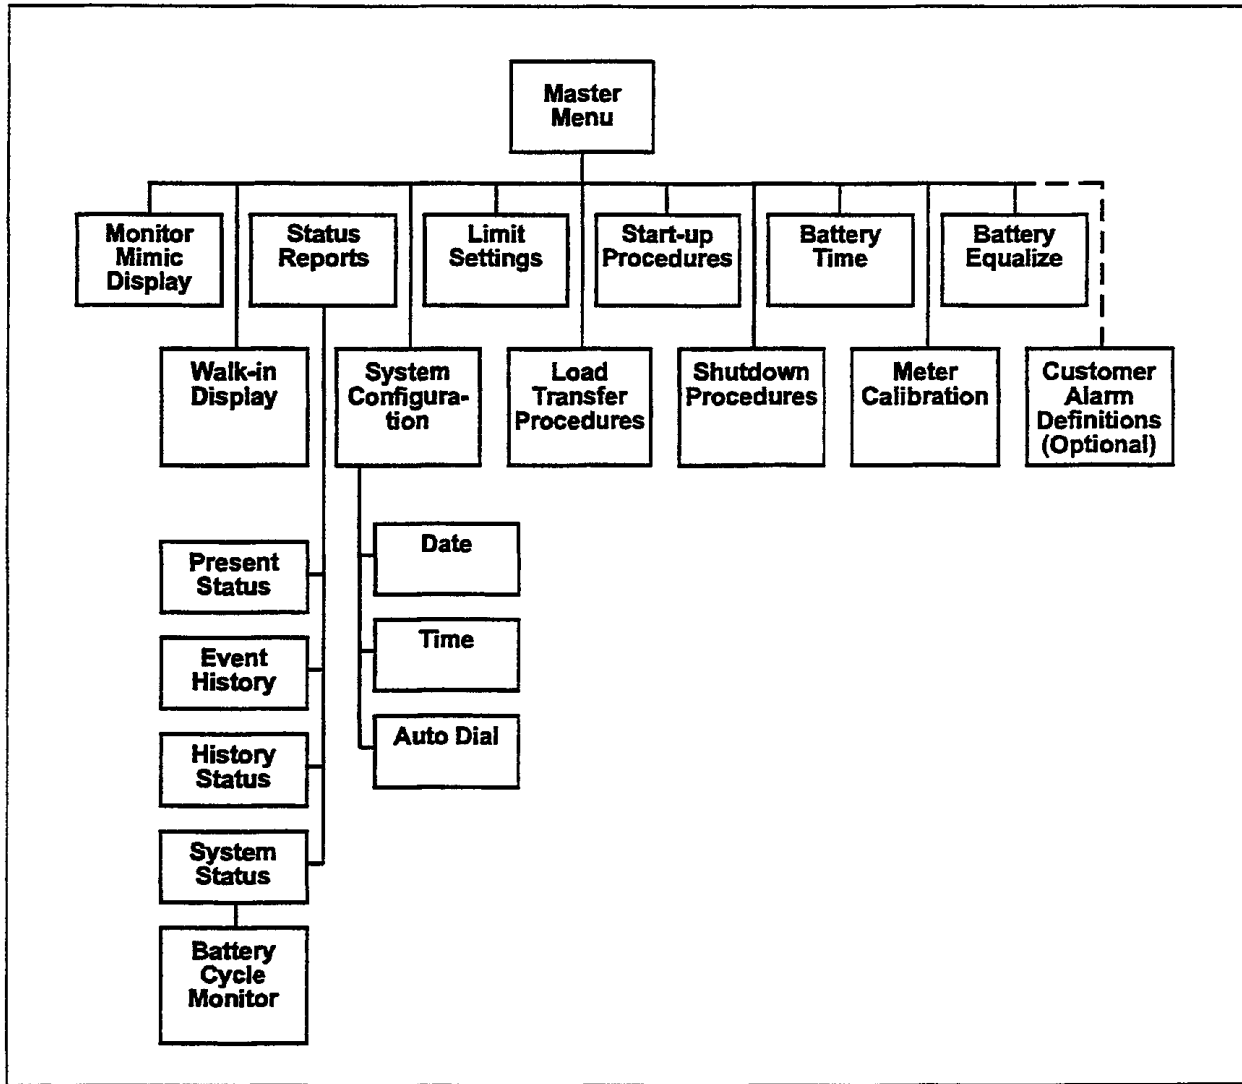 Master
Menu
Monitor
Mimic
Display
Status
Reports
Limit
Settings
Start-up
Procedures
Battery
Time
Battery
Equalize
Walk-in
Display
System
Configura-
tion
Load
Transfer
Procedures
Shutdown
Procedures
Meter
Calibration
Customer
Alarm
Definitions
(Optional)
Present
Status
Event
History
History
Status
System
Status
Battery
Cycle
Monitor
Date
Time
Auto Dial